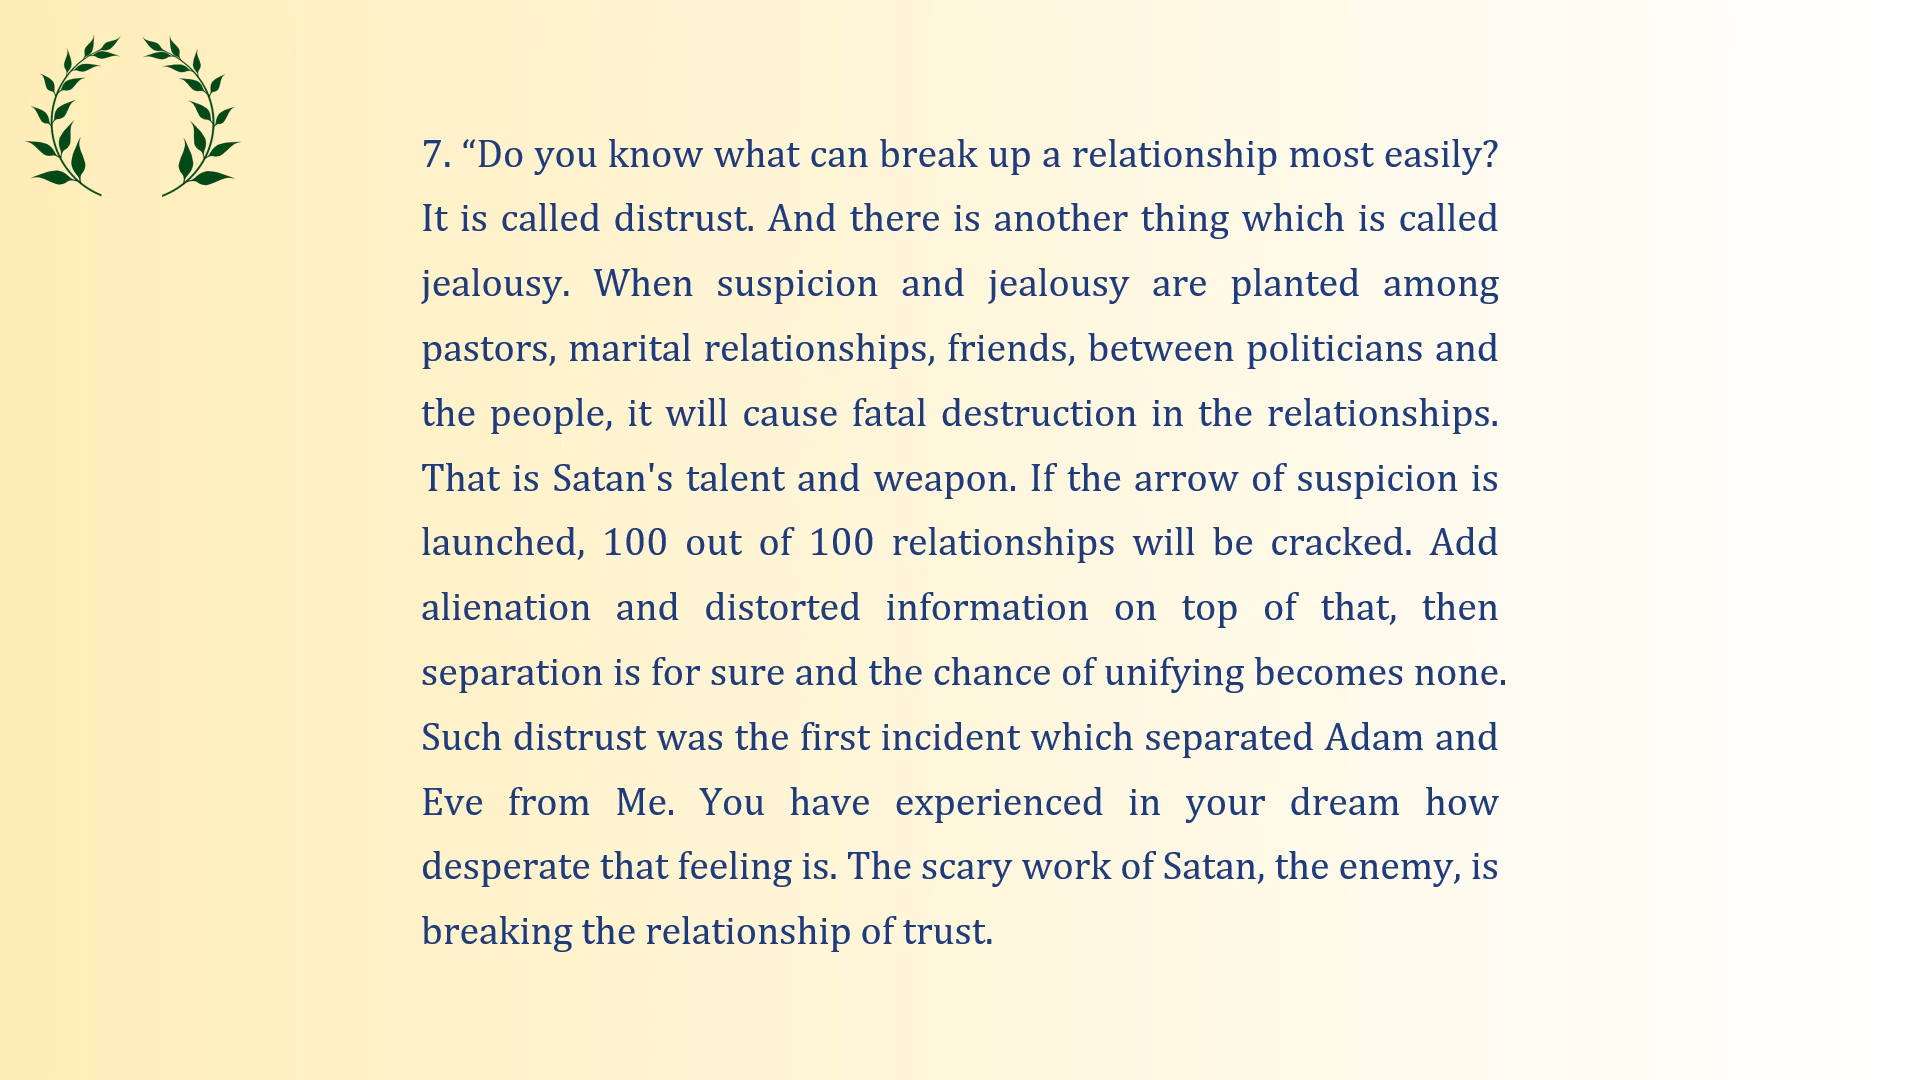 7. “Do you know what can break up a relationship most easily?
It is called distrust. And there is another thing which is called
jealousy. When suspicion and jealousy are planted among
pastors, marital relationships, friends, between politicians and
the people, it will cause fatal destruction in the relationships.
That is Satan's talent and weapon. If the arrow of suspicion is
launched, 100 out of 100 relationships will be cracked. Add
alienation and distorted information on top of that, then
separation is for sure and the chance of unifying becomes none.
Such distrust was the first incident which separated Adam and
Eve from Me. You have experienced in your dream how
desperate that feeling is. The scary work of Satan, the enemy, is
breaking the relationship of trust.